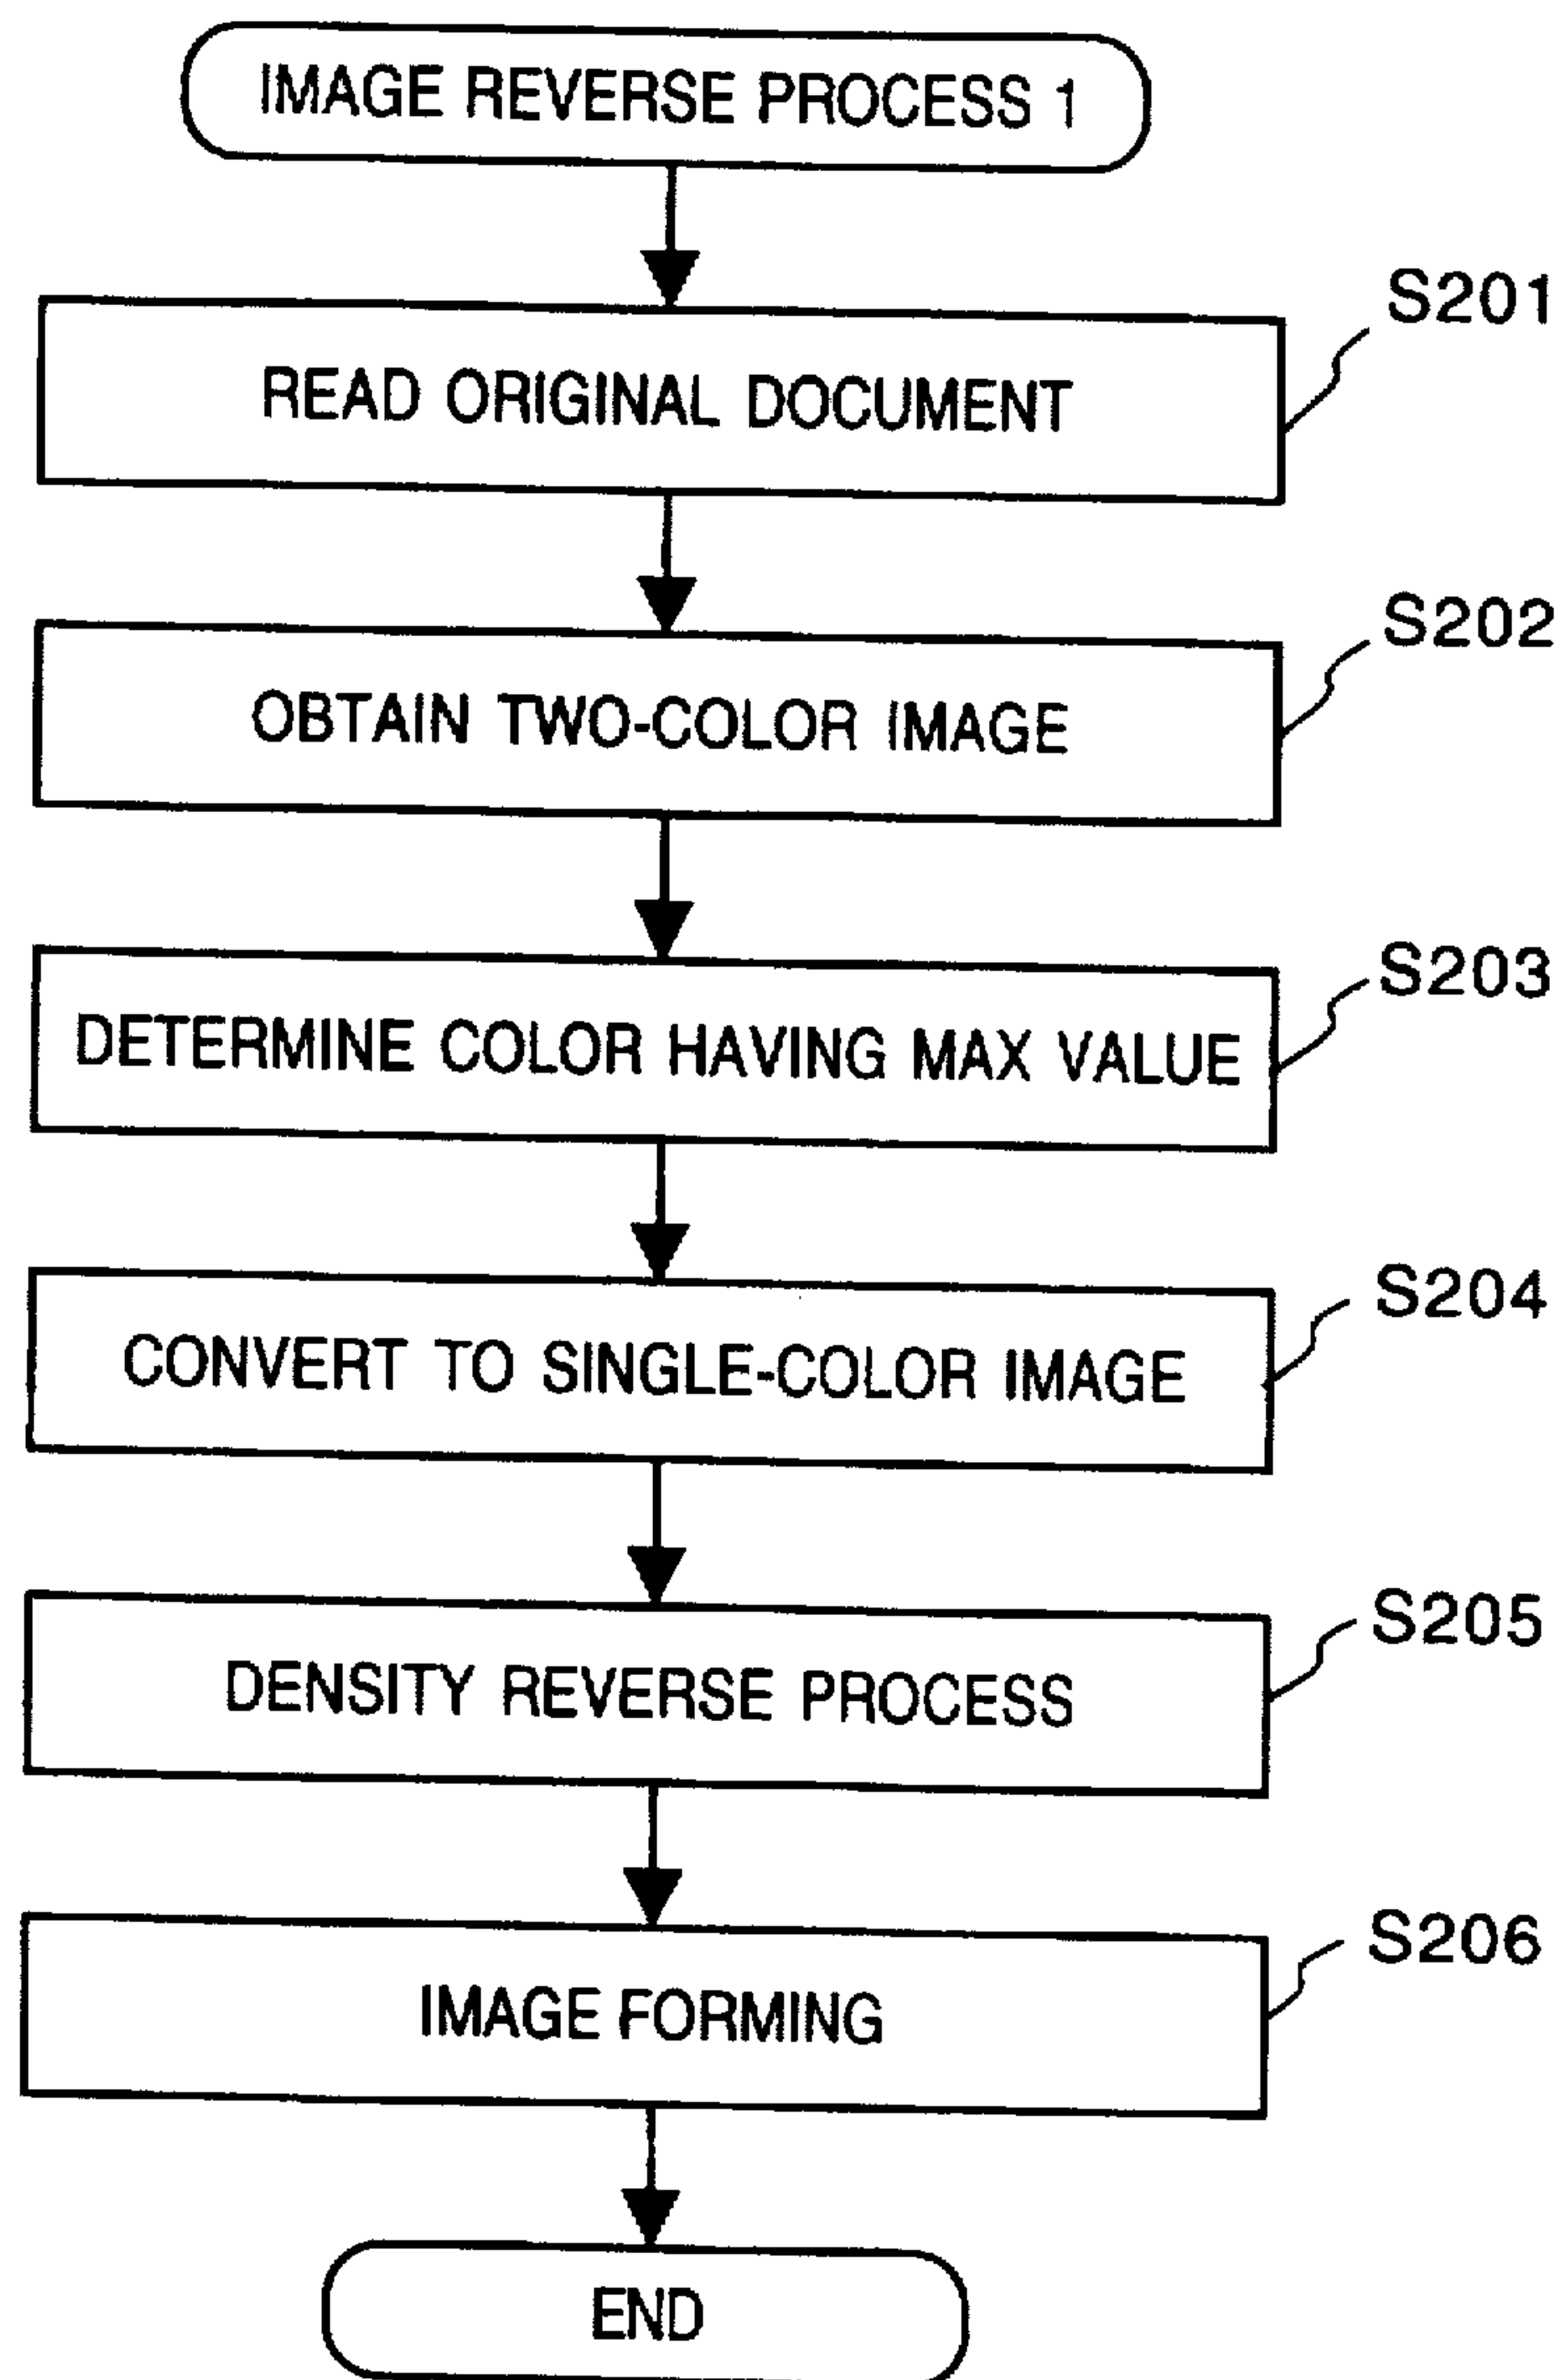 IMAGE REVERSE PROCESS 1
S201
READ ORIGINAL DOCUMENT
S202
OBTAIN TWO-COLOR IMAGE
S203
DETERMINE COLOR HAVING MAX VALUE
S204
CONVERT TO SINGLE-COLOR IMAGE
S205
DENSITY REVERSE PROCESS
S206
IMAGE FORMING
END